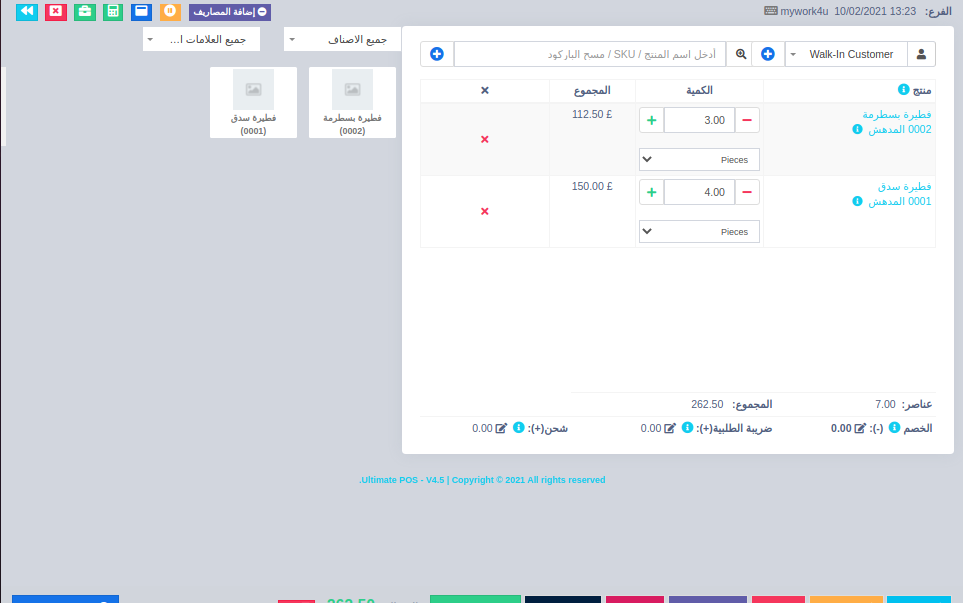 الفرع: mywork4u 10/02/2021 13:23
إضافة المصاريف
Walk-In Customer
أدخل اسم المنتج / SKU / مسح الباركود
جميع الاصناف
جميع العلامات ا...
منتج
الكمية
المجموع
فطيرة بسطرمة
0002 المدهش
3.00
Pieces
112.50 £
فطيرة سدق
0001 المدهش
4.00
Pieces
150.00 £
فطيرة بسطرمة
(0002)
فطيرة سدق
(0001)
عناصر: 7.00
المجموع: 262.50
الخصم (-): 0.00
ضريبة الطلبية(+): 0.00
شحن(+): 0.00
Ultimate POS - V4.5 | Copyright © 2021 All rights reserved.
262.50